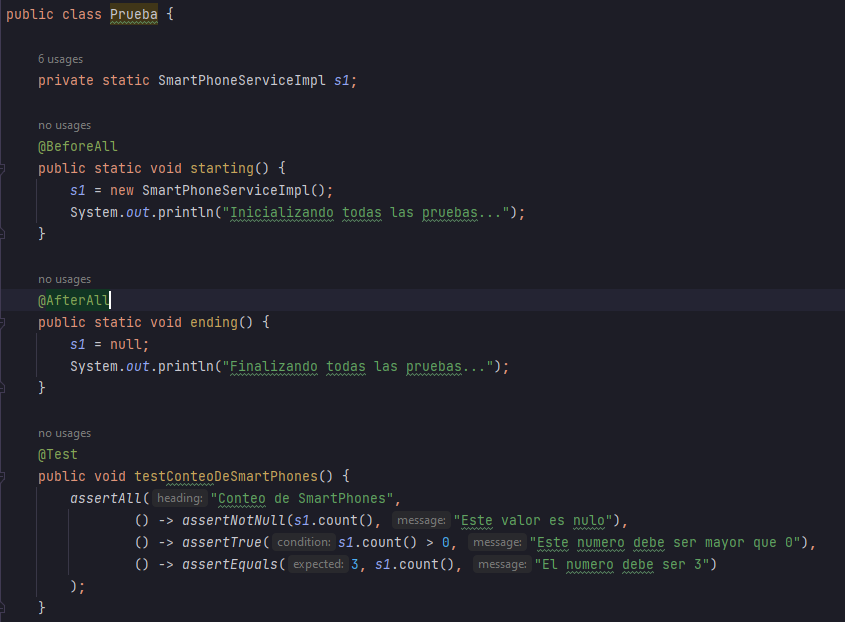 public class Prueba {
6 usages
private static SmartPhoneServiceImpl s1;
no usages
@BeforeAll
public static void starting() {
s1 = new SmartPhoneServiceImpl();
System.out.println("Inicializando todas las pruebas...");
}
no usages
@AfterAll
public static void ending() {
s1 = null;
System.out.println("Finalizando todas las pruebas...");
}
no usages
@Test
public void testConteoDeSmartPhones() {
assertAll( heading: "Conteo de SmartPhones",
() -> assertNotNull(s1.count(), message: "Este valor es nulo"),
() -> assertTrue( condition: s1.count() > 0, message: "Este numero debe ser mayor que 0"),
() -> assertEquals( expected: 3, s1.count(), message: "El numero debe ser 3")
);
}